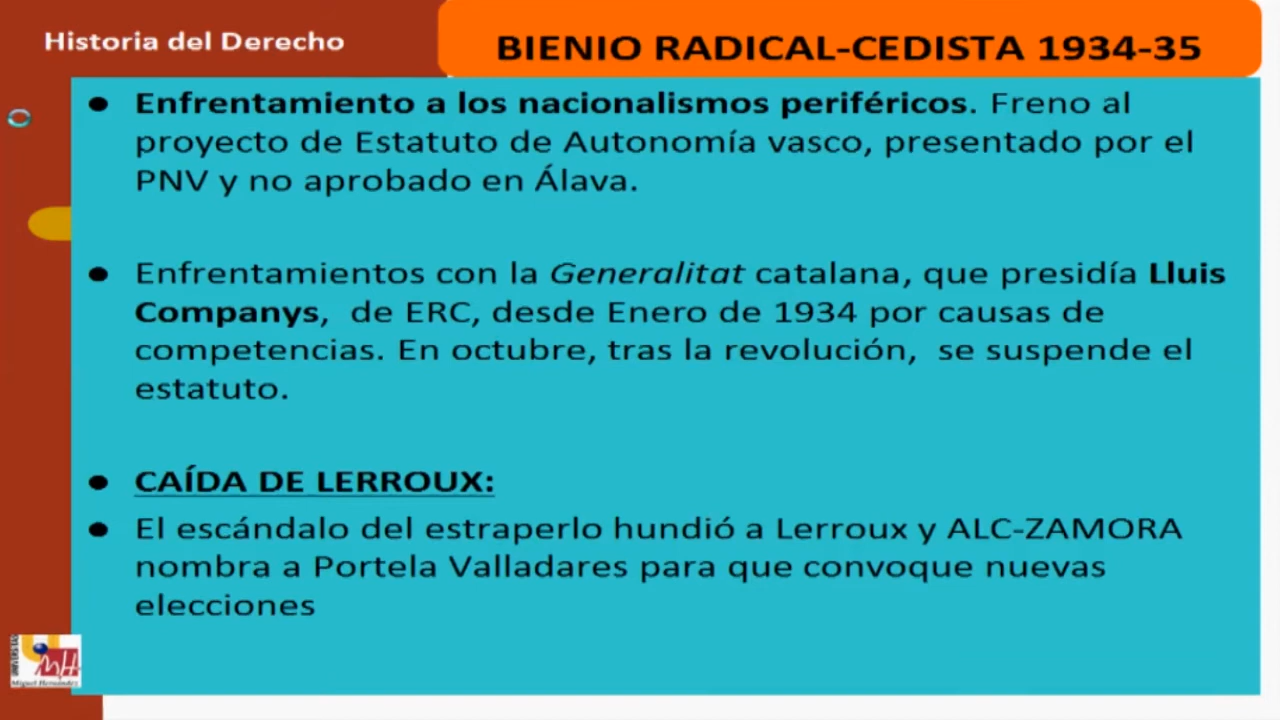 Historia del Derecho
BIENIO RADICAL-CEDISTA 1934-35
● Enfrentamiento a los nacionalismos periféricos. Freno al
proyecto de Estatuto de Autonomía vasco, presentado por el
PNV y no aprobado en Álava.
● Enfrentamientos con la Generalitat catalana, que presidía Lluis
Companys, de ERC, desde Enero de 1934 por causas de
competencias. En octubre, tras la revolución, se suspende el
estatuto.
● CAÍDA DE LERROUX:
● El escándalo del estraperlo hundió a Lerroux y ALC-ZAMORA
nombra a Portela Valladares para que convoque nuevas
elecciones
Miguel Hernández